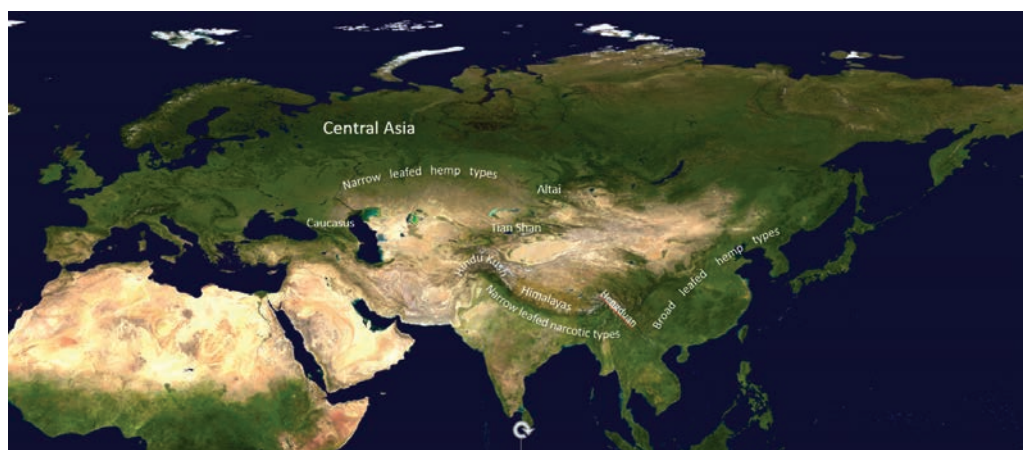 Central Asia
Narrow leafed hemp types
Altai
Caucasus
Tian Shan
Hindu Kush
Himalayas
Hengduan
Broad leafed hemp types
Narrow leafed narcotic types